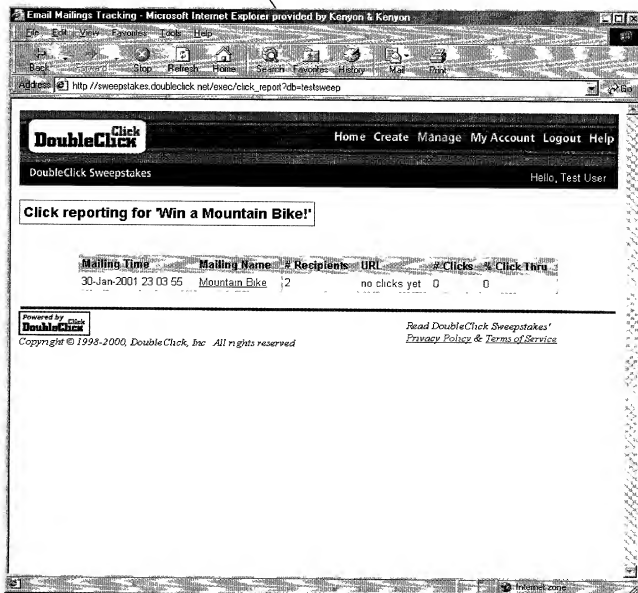 Email Mailings Tracking - Microsoft Internet Explorer provided by Kenyon & Kenyon
File Edit View Favorites Tools Help
Back Stop Refresh Home Search Favorites History Mail Print
Address http://sweepstakes.doubleclick.net/exec/click_report?db=testsweep Go
DoubleClick Click
Home Create Manage My Account Logout Help
DoubleClick Sweepstakes
Hello, Test User
Click reporting for 'Win a Mountain Bike!'
Mailing Time Mailing Name # Recipients URL # Clicks % Click Thru
30-Jan-2001 23 03 55 Mountain Bike 2 no clicks yet 0 0
Powered by
DoubleClick Click
Read DoubleClick Sweepstakes'
Copyright © 1998-2000, DoubleClick, Inc All rights reserved
Privacy Policy & Terms of Service
Internet zone